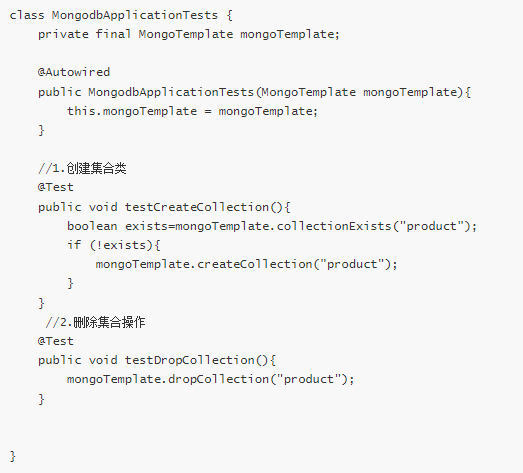 class MongodbApplicationTests {
    private final MongoTemplate mongoTemplate;

    @Autowired
    public MongodbApplicationTests(MongoTemplate mongoTemplate){
        this.mongoTemplate = mongoTemplate;
    }

    //1.创建集合类
    @Test
    public void testCreateCollection(){
        boolean exists=mongoTemplate.collectionExists("product");
        if (!exists){
            mongoTemplate.createCollection("product");
        }
    }
     //2.删除集合操作
    @Test
    public void testDropCollection(){
        mongoTemplate.dropCollection("product");
    }


}